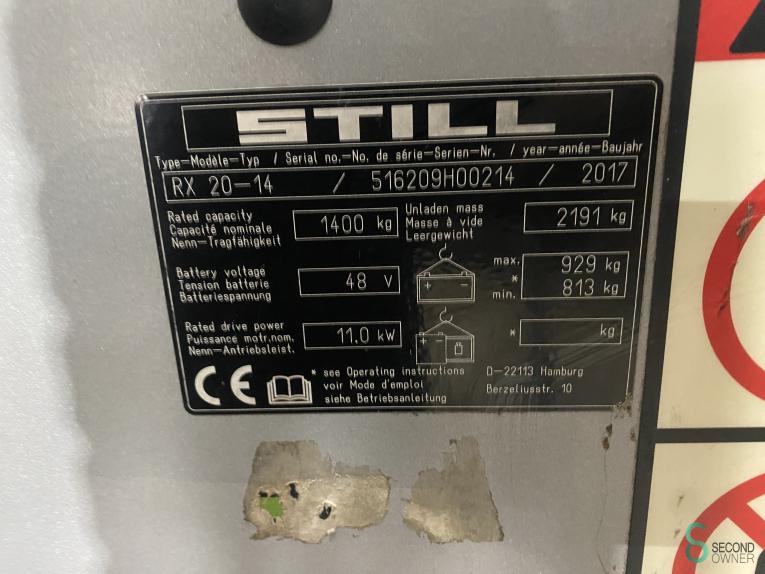 STILL
Type-Modèle-Typ / Serial no.-No. de série-Serien-Nr. / year-année-Baujahr
RX 20-14 / 516209H00214 / 2017
Rated capacity
Capacité nominale
Nenn-Tragfähigkeit
1400 kg
Unladen mass
Masse à vide
Leergewicht
2191 kg
Battery voltage
Tension batterie
Batteriespannung
48 V
+ -
max. 929 kg
*
min. 813 kg
Rated drive power
Puissance motr.nom.
Nenn-Antriebsleist.
11.0 kW
+ -
* kg
CE
* see Operating instructions
voir Mode d'emploi
siehe Betriebsanleitung
D-22113 Hamburg
Berzeliusstr. 10
SECOND
OWNER